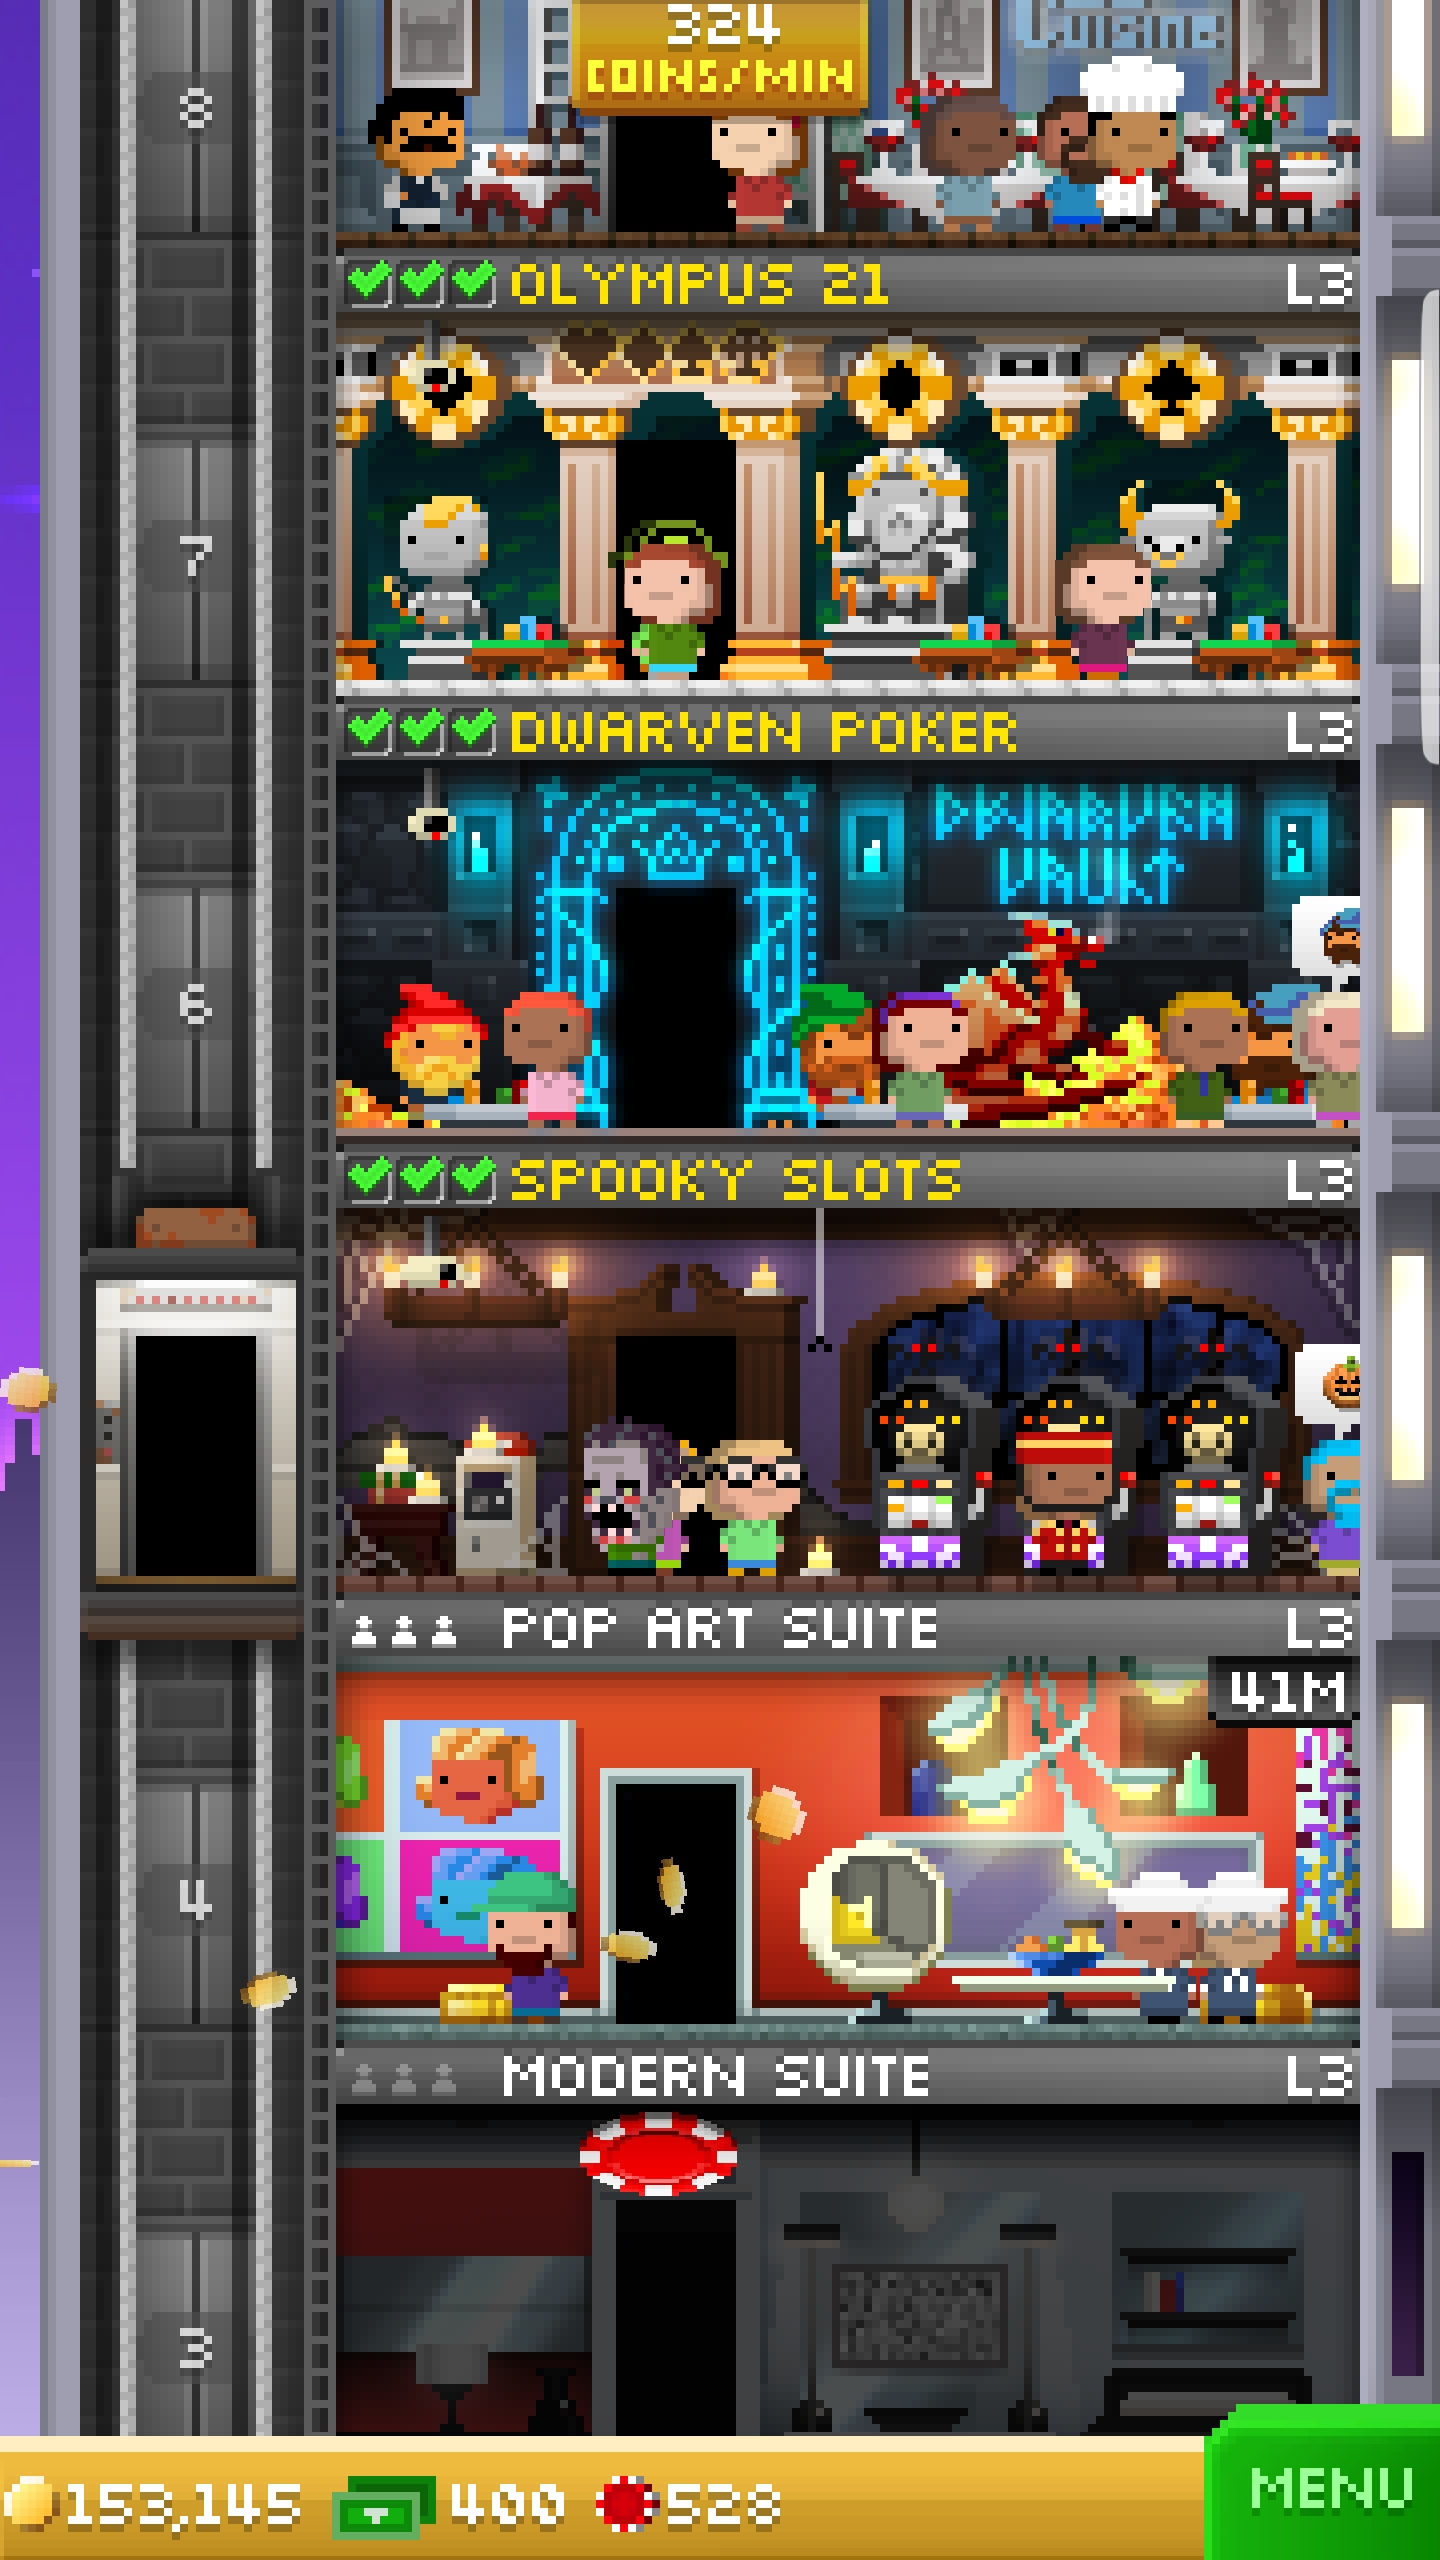 Cuisine
324
COINS/MIN
8
OLYMPUS 21 L3
7
DWARVEN POKER L3
DWARVEN
VAULT
6
SPOOKY SLOTS L3
POP ART SUITE L3
41M
4
MODERN SUITE L3
3
153,145 400 528
MENU